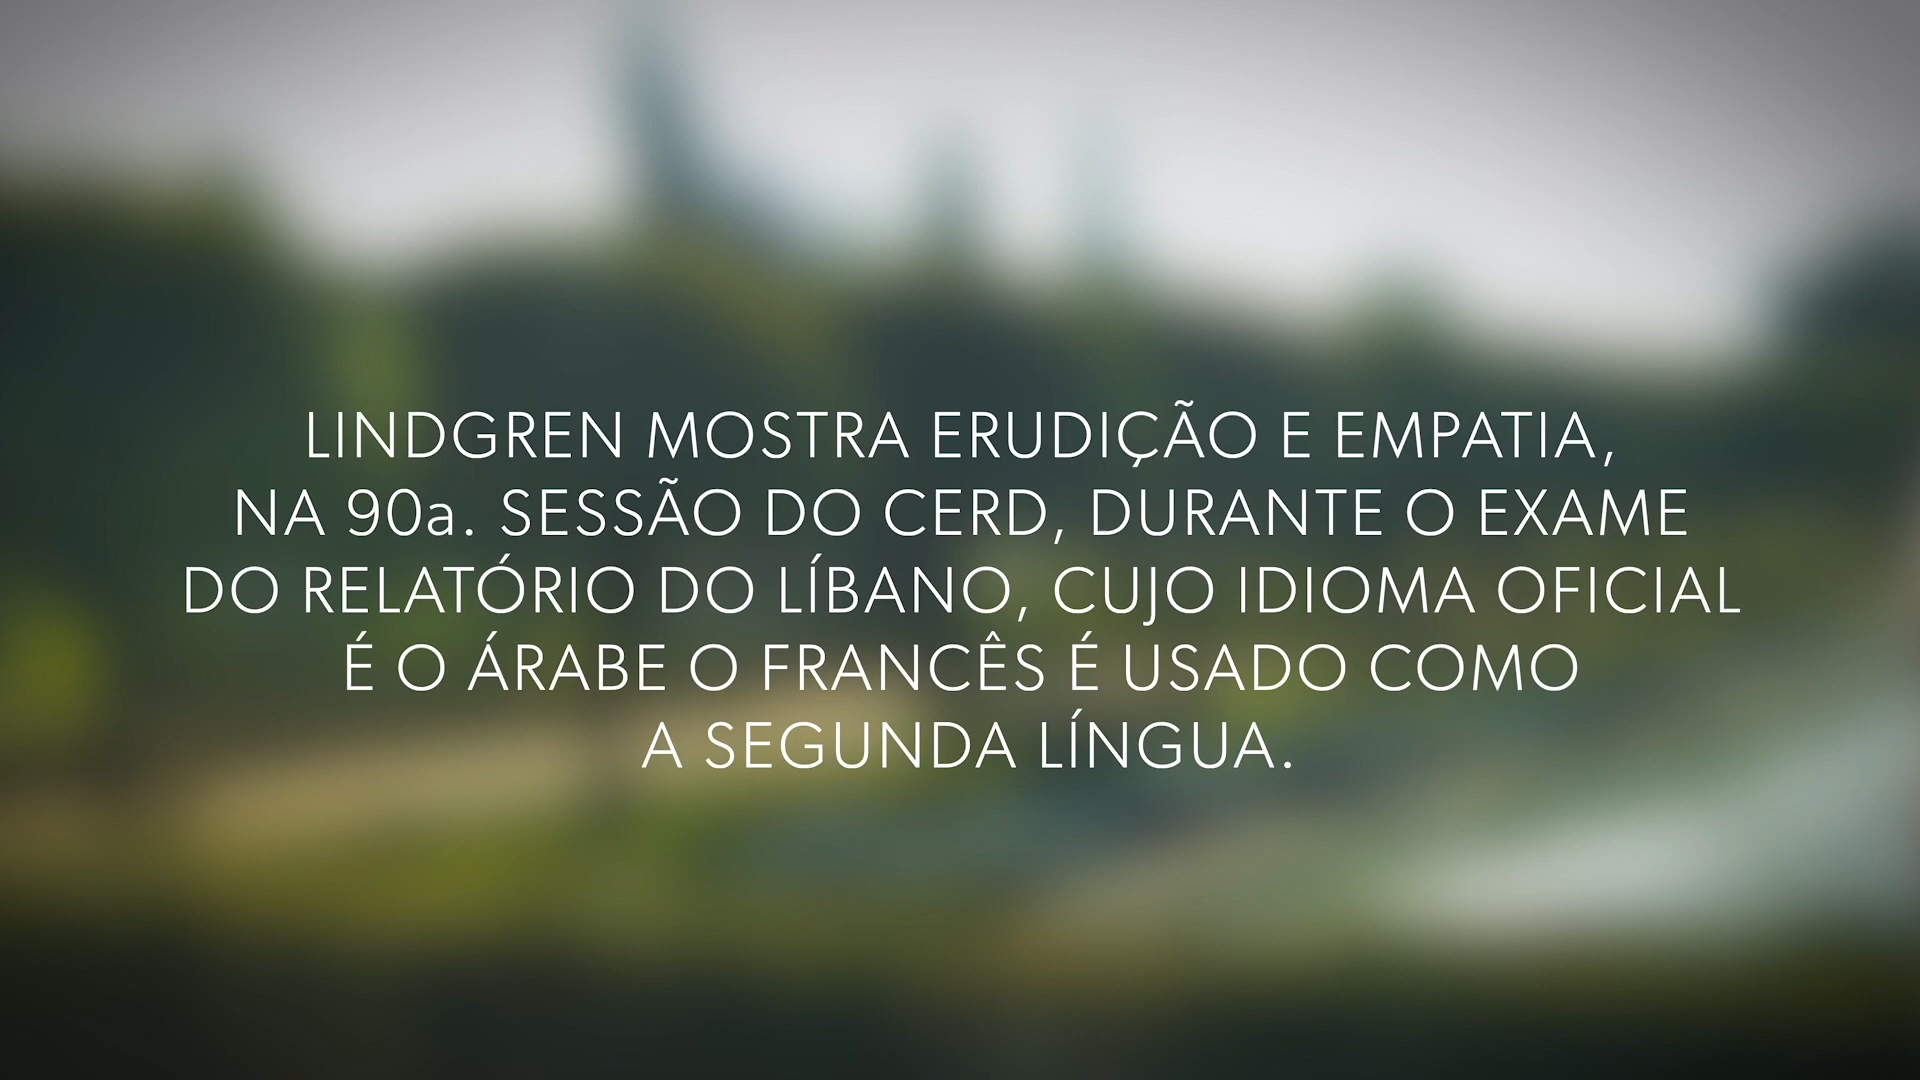 LINDGREN MOSTRA ERUDIÇÃO E EMPATIA,
NA 90a. SESSÃO DO CERD, DURANTE O EXAME
DO RELATÓRIO DO LÍBANO, CUJO IDIOMA OFICIAL
É O ÁRABE O FRANCÊS É USADO COMO
A SEGUNDA LÍNGUA.